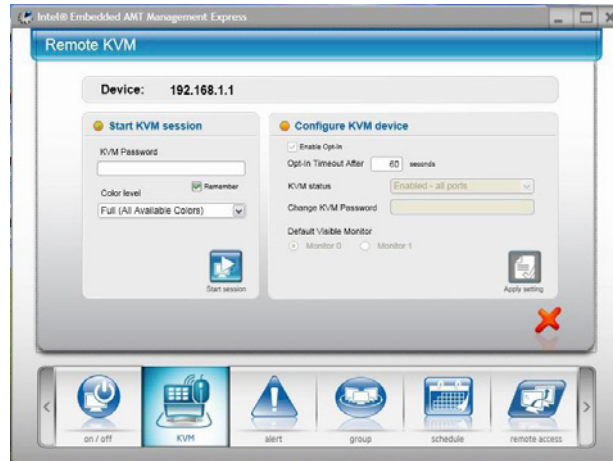 Intel® Embedded AMT Management Express
Remote KVM
Device: 192.168.1.1
Start KVM session
KVM Password
Color level
Remember
Full (All Available Colors)
Start session
Configure KVM device
Enable Opt-In
Opt-In Timeout After 60 seconds
KVM status Enabled - all ports
Change KVM Password
Default Visible Monitor
Monitor 0 Monitor 1
Apply setting
on / off
KVM
alert
group
schedule
remote access